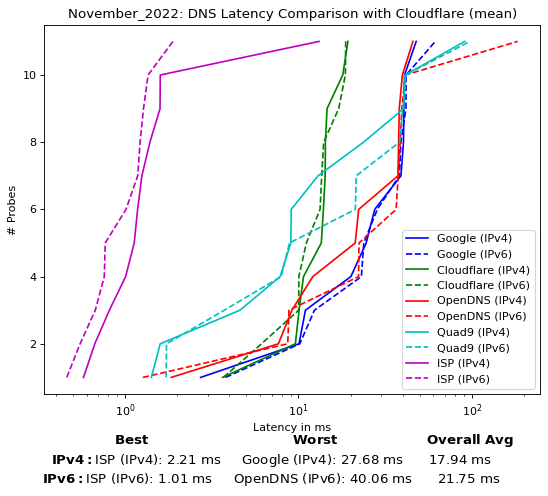 November_2022: DNS Latency Comparison with Cloudflare (mean)
# Probes
10
8
6
4
2
Google (IPv4)
Google (IPv6)
Cloudflare (IPv4)
Cloudflare (IPv6)
OpenDNS (IPv4)
OpenDNS (IPv6)
Quad9 (IPv4)
Quad9 (IPv6)
ISP (IPv4)
ISP (IPv6)
10⁰ 10¹ 10²
Latency in ms
Best Worst Overall Avg
IPv4: ISP (IPv4): 2.21 ms Google (IPv4): 27.68 ms 17.94 ms
IPv6: ISP (IPv6): 1.01 ms OpenDNS (IPv6): 40.06 ms 21.75 ms